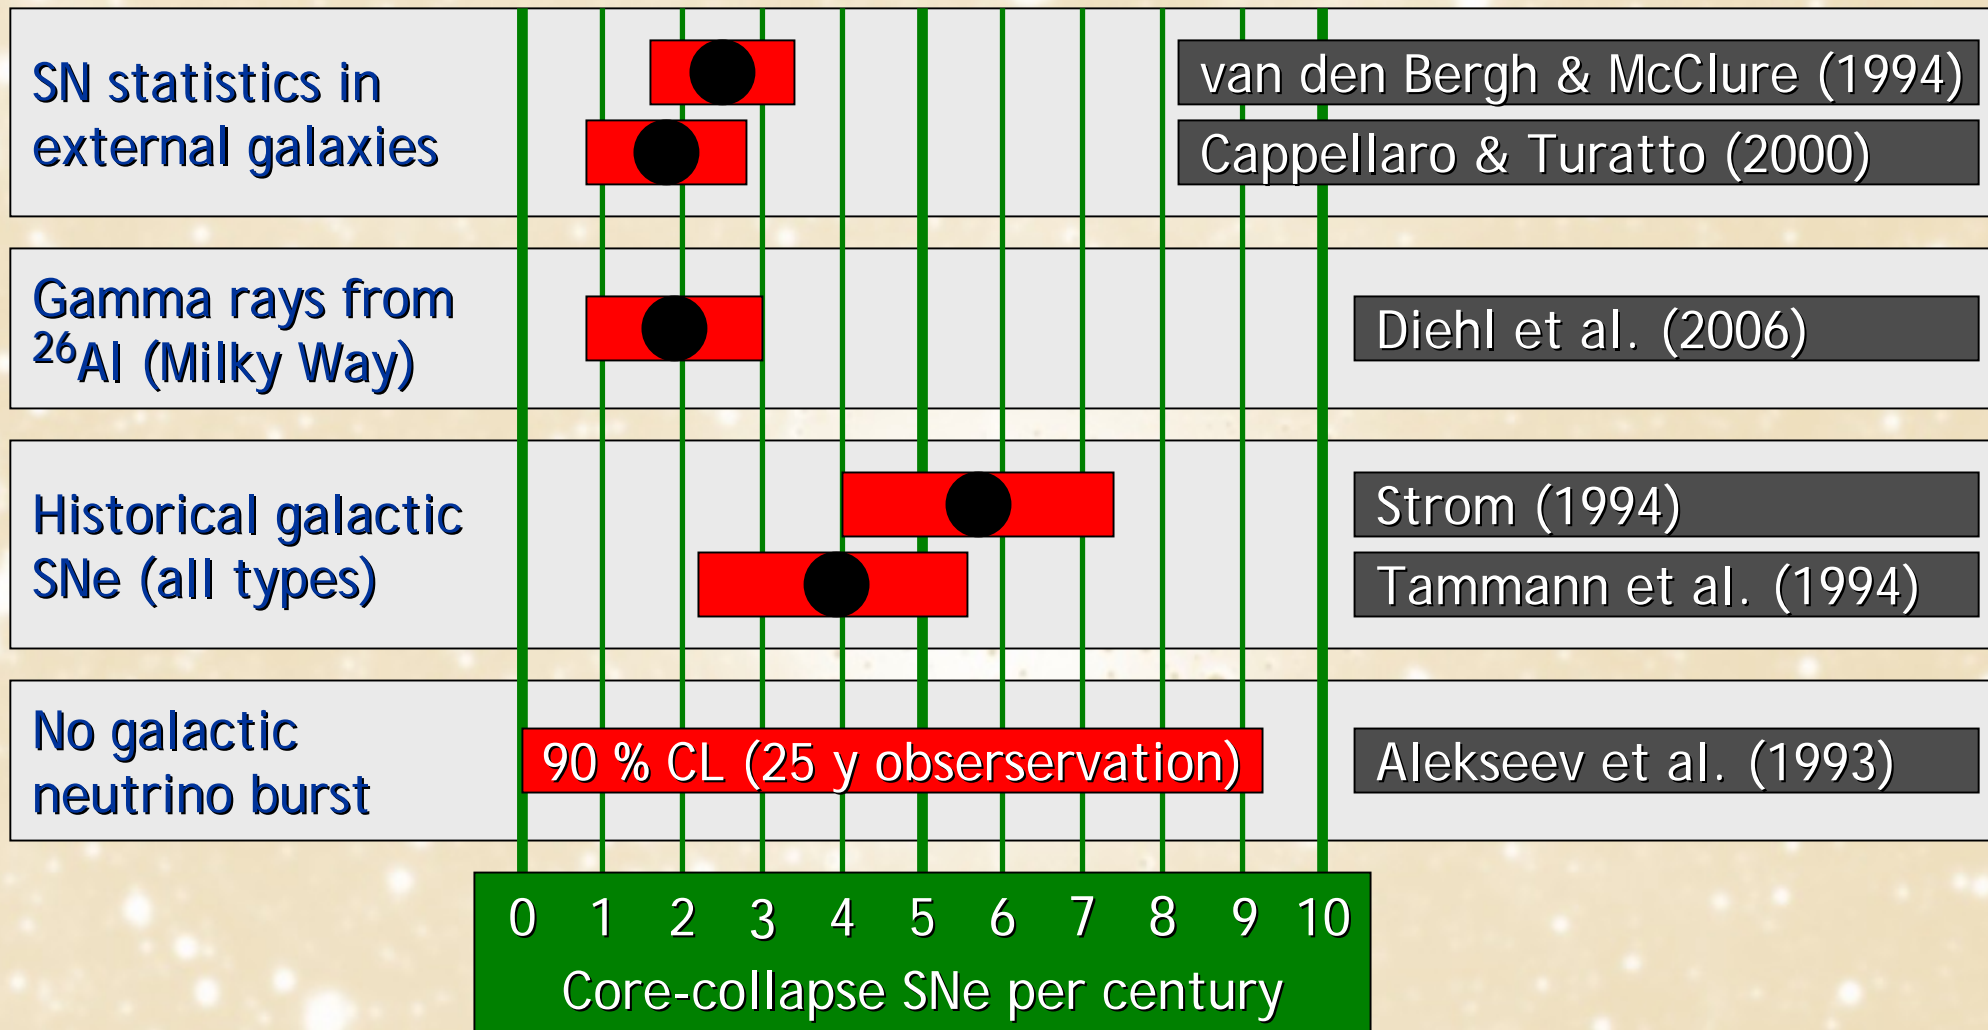 SN statistics in
external galaxies
van den Bergh & McClure (1994)
Cappellaro & Turatto (2000)
Gamma rays from
²⁶Al (Milky Way)
Diehl et al. (2006)
Historical galactic
SNe (all types)
Strom (1994)
Tammann et al. (1994)
No galactic
neutrino burst
90 % CL (25 y obserservation)
Alekseev et al. (1993)
0 1 2 3 4 5 6 7 8 9 10
Core-collapse SNe per century